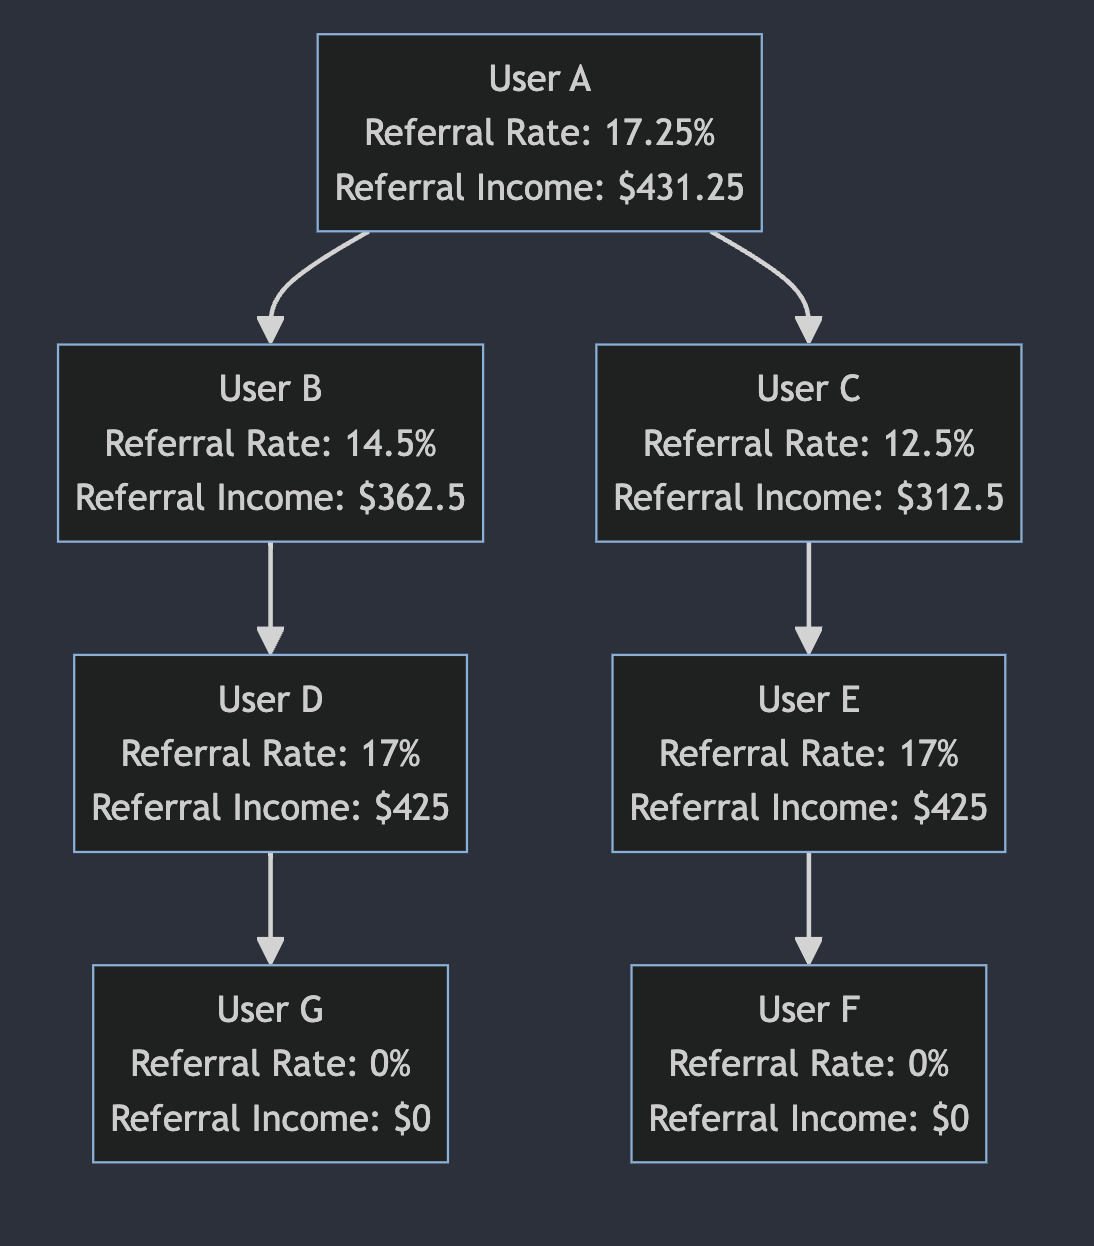 User A
Referral Rate: 17.25%
Referral Income: $431.25
User B
Referral Rate: 14.5%
Referral Income: $362.5
User C
Referral Rate: 12.5%
Referral Income: $312.5
User D
Referral Rate: 17%
Referral Income: $425
User E
Referral Rate: 17%
Referral Income: $425
User G
Referral Rate: 0%
Referral Income: $0
User F
Referral Rate: 0%
Referral Income: $0